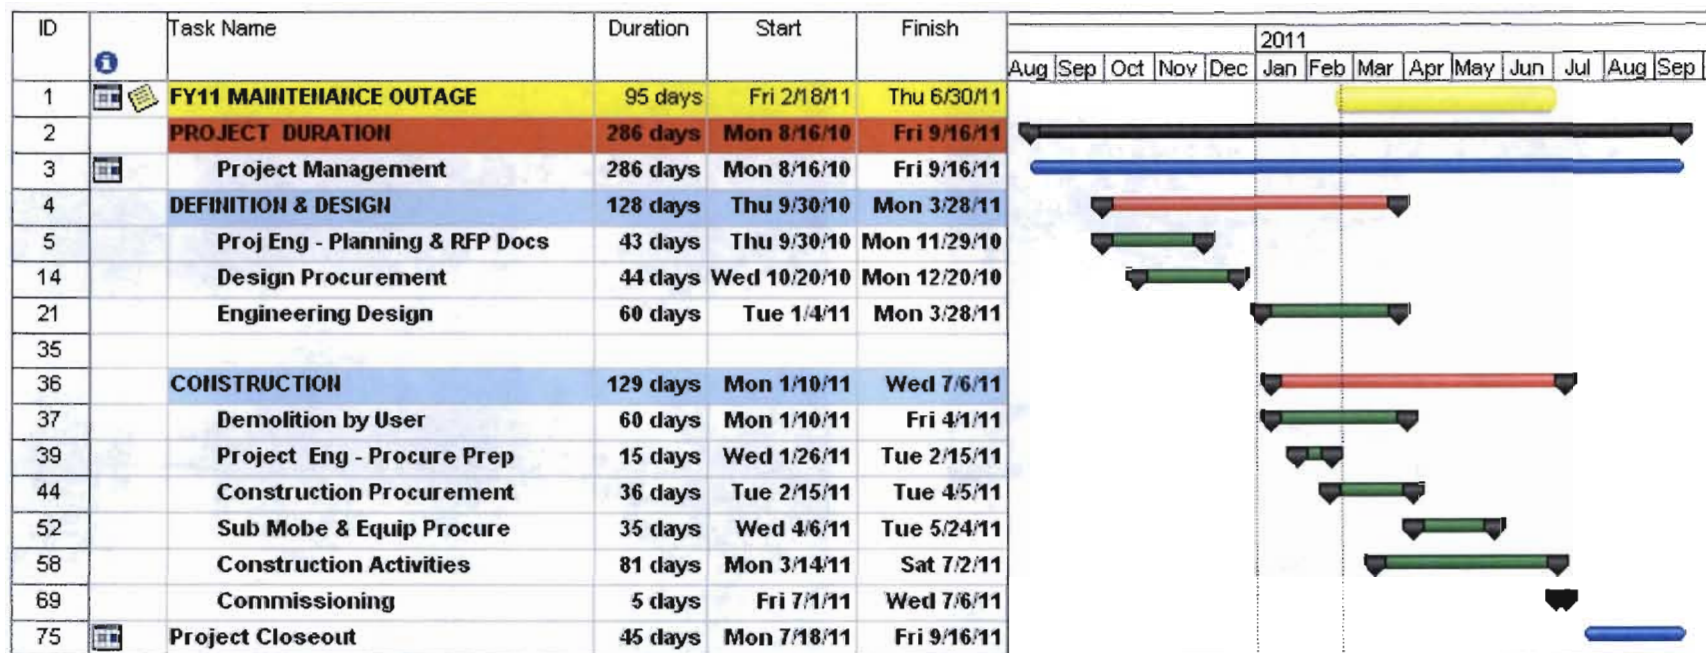 ID Task Name Duration Start Finish
2011
Aug Sep Oct Nov Dec Jan Feb Mar Apr May Jun Jul Aug Sep
1 FY11 MAINTENANCE OUTAGE 95 days Fri 2/18/11 Thu 6/30/11
2 PROJECT DURATION 286 days Mon 8/16/10 Fri 9/16/11
3 Project Management 286 days Mon 8/16/10 Fri 9/16/11
4 DEFINITION & DESIGN 128 days Thu 9/30/10 Mon 3/28/11
5 Proj Eng - Planning & RFP Docs 43 days Thu 9/30/10 Mon 11/29/10
14 Design Procurement 44 days Wed 10/20/10 Mon 12/20/10
21 Engineering Design 60 days Tue 1/4/11 Mon 3/28/11
35
36 CONSTRUCTION 129 days Mon 1/10/11 Wed 7/6/11
37 Demolition by User 60 days Mon 1/10/11 Fri 4/1/11
39 Project Eng - Procure Prep 15 days Wed 1/26/11 Tue 2/15/11
44 Construction Procurement 36 days Tue 2/15/11 Tue 4/5/11
52 Sub Mobe & Equip Procure 35 days Wed 4/6/11 Tue 5/24/11
58 Construction Activities 81 days Mon 3/14/11 Sat 7/2/11
69 Commissioning 5 days Fri 7/1/11 Wed 7/6/11
75 Project Closeout 45 days Mon 7/18/11 Fri 9/16/11